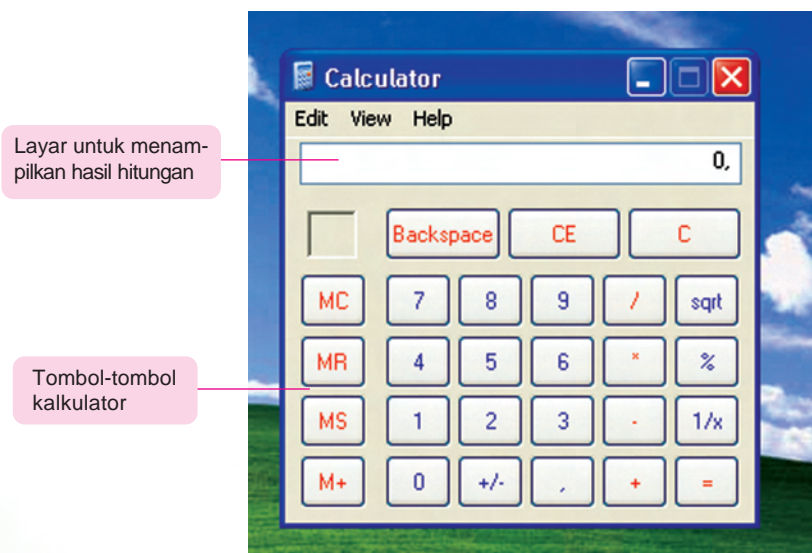 Calculator
Edit View Help
Layar untuk menam-
pilkan hasil hitungan
0,
Backspace CE C
MC 7 8 9 / sqrt
MR 4 5 6 * %
Tombol-tombol
kalkulator
MS 1 2 3 - 1/x
M+ 0 +/- , + =